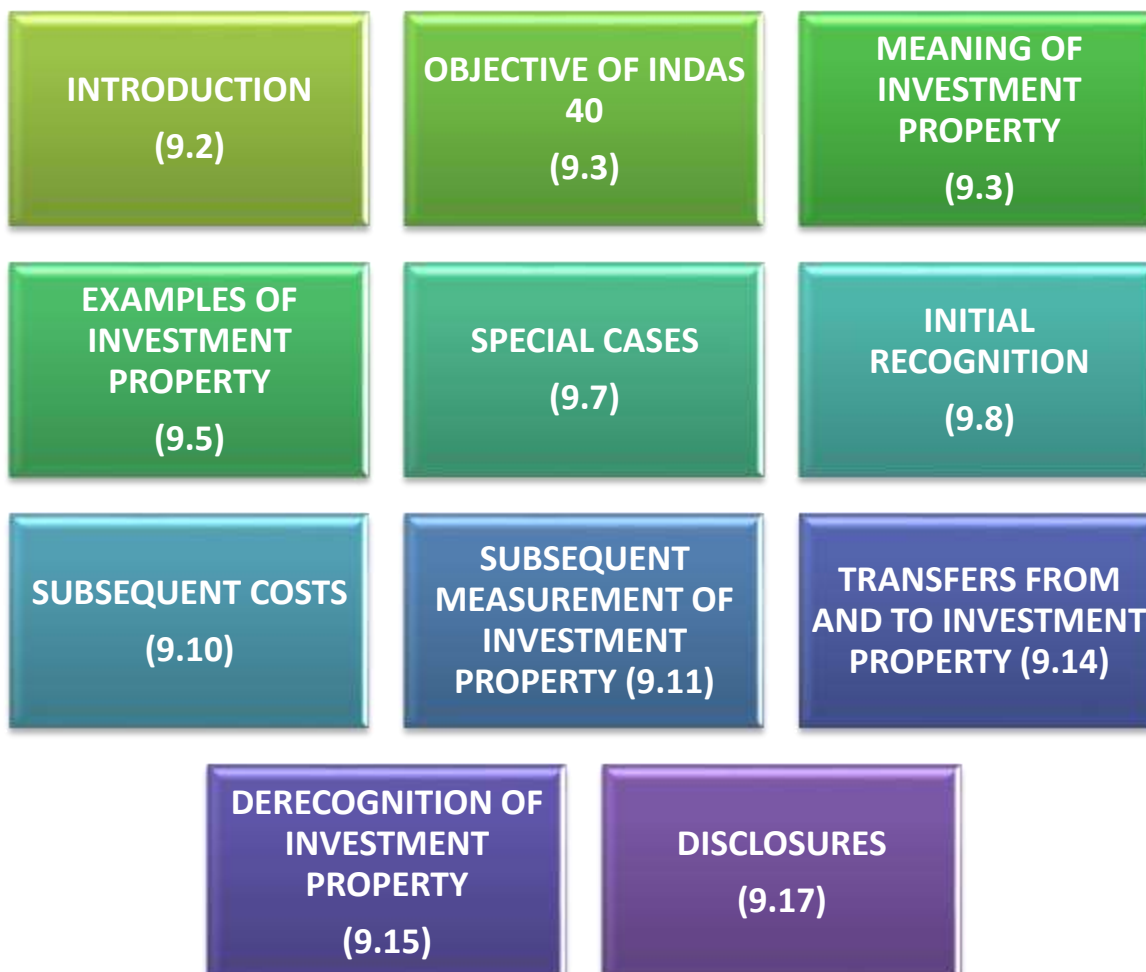 INTRODUCTION
(9.2)
OBJECTIVE OF INDAS
40
(9.3)
MEANING OF
INVESTMENT
PROPERTY
(9.3)
EXAMPLES OF
INVESTMENT
PROPERTY
(9.5)
SPECIAL CASES
(9.7)
INITIAL
RECOGNITION
(9.8)
SUBSEQUENT COSTS
(9.10)
SUBSEQUENT
MEASUREMENT OF
INVESTMENT
PROPERTY (9.11)
TRANSFERS FROM
AND TO INVESTMENT
PROPERTY (9.14)
DERECOGNITION OF
INVESTMENT
PROPERTY
(9.15)
DISCLOSURES
(9.17)